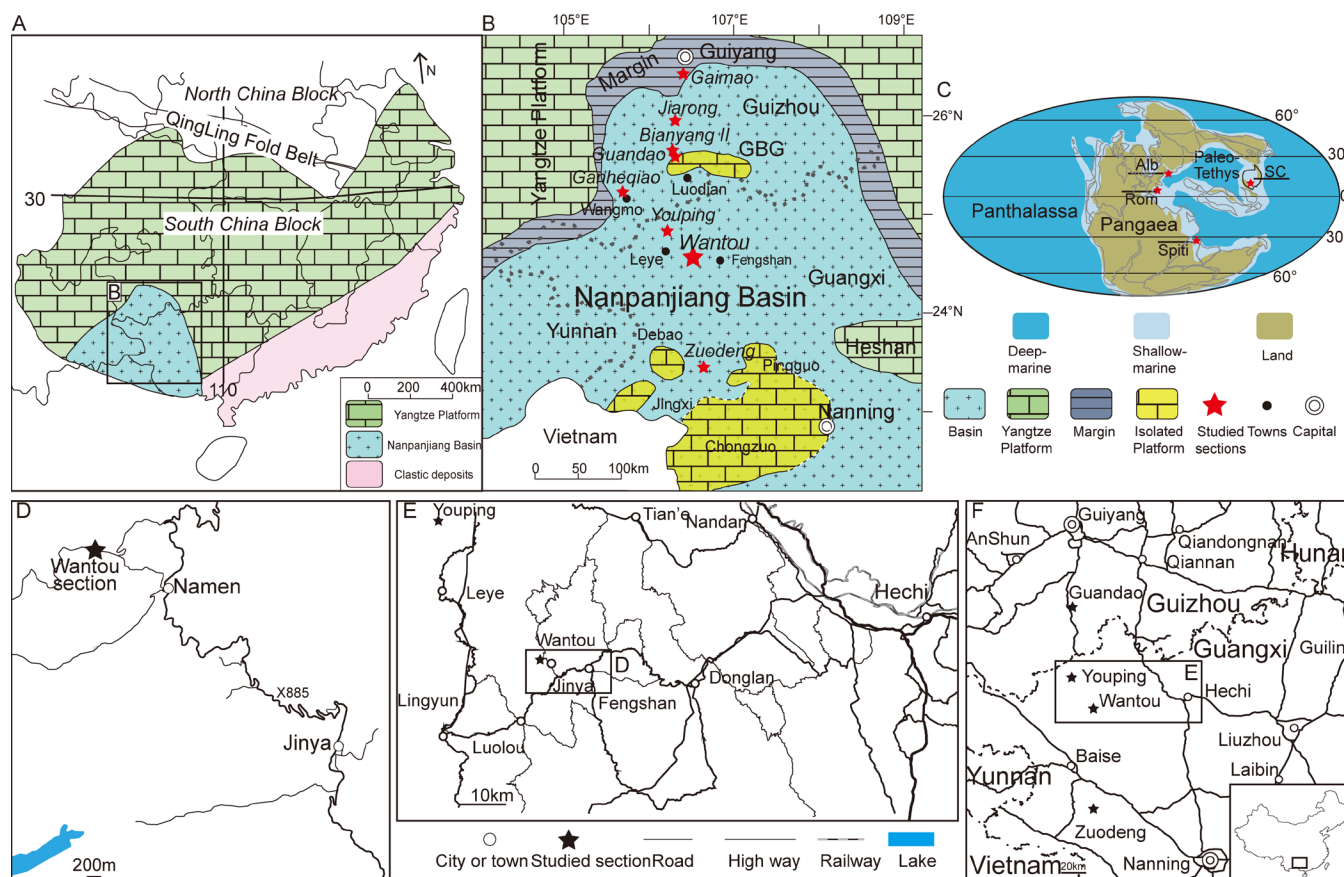 A
N
North China Block
QingLing Fold Belt
30
South China Block
B
110
0 200 400km
Yangtze Platform
Nanpanjiang Basin
Clastic deposits
B
105°E
107°E
109°E
Yangtze Platform
Margin
Guiyang
Gaimao
Jiarong
Guizhou
26°N
Bianyang II
GBG
Guandao
Luodian
Ganheqiao
Wangmo
Youping
Wantou
Leye
Fengshan
Guangxi
Nanpanjiang Basin
24°N
Yunnan
Debao
Zuodeng
Pingguo
Heshan
JIngxi
Nanning
Vietnam
Chongzuo
0 50 100km
C
60°
30
Alb
Paleo-
Tethys
SC
Rom
0
Panthalassa
Pangaea
30
Spiti
60°
Deep-
marine
Shallow-
marine
Land
Basin
Yangtze
Platform
Margin
Isolated
Platform
Studied
sections
Towns
Capital
D
Wantou
section
Namen
X885
Jinya
200m
E
Youping
Tian'e
Nandan
Leye
Hechi
Wantou
D
Jinya
Donglan
Lingyun
Fengshan
Luolou
10km
City or town
Studied section
Road
High way
Railway
Lake
F
Guiyang
AnShun
Qiandongnan
Hunan
Qiannan
Guandao
Guizhou
Guangxi
Guilin
Youping
E
Wantou
Hechi
Liuzhou
Baise
Laibin
Yunnan
Zuodeng
Vietnam
20km
Nanning